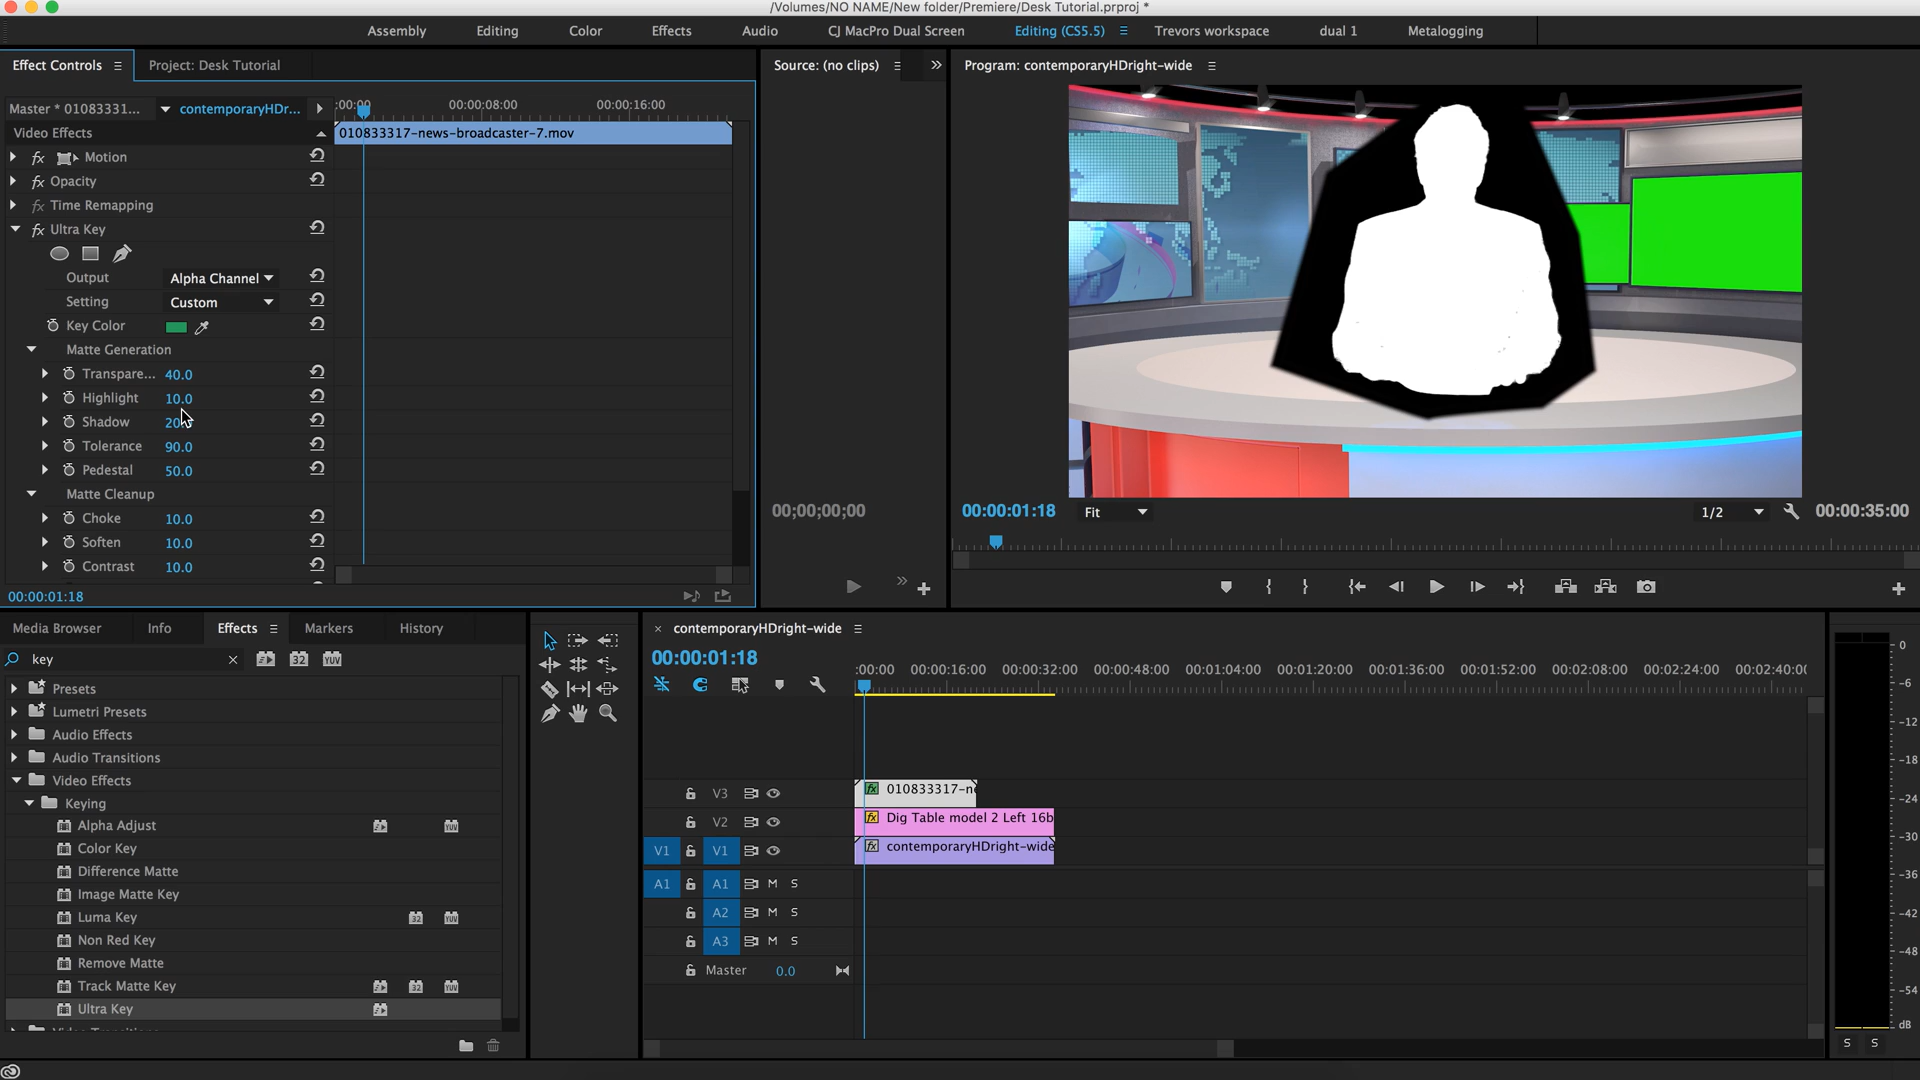 /Volumes/NO NAME/New folder/Premiere/Desk Tutorial.prproj *
Assembly Editing Color Effects Audio CJ MacPro Dual Screen Editing (CS5.5) Trevors workspace dual 1 Metalogging
Effect Controls Project: Desk Tutorial
Source: (no clips)
Program: contemporaryHDright-wide
Master * 01083331... contemporaryHDr...
:00:00 00:00:08:00 00:00:16:00
Video Effects
010833317-news-broadcaster-7.mov
fx Motion
fx Opacity
fx Time Remapping
fx Ultra Key
Output Alpha Channel
Setting Custom
Key Color
Matte Generation
Transpare... 40.0
Highlight 10.0
Shadow 20
Tolerance 90.0
Pedestal 50.0
Matte Cleanup
Choke 10.0
Soften 10.0
Contrast 10.0
00:00:01:18
00;00;00;00
00:00:01:18 Fit 1/2 00:00:35:00
Media Browser Info Effects Markers History
key 32 YUV
Presets
Lumetri Presets
Audio Effects
Audio Transitions
Video Effects
Keying
Alpha Adjust
Color Key
Difference Matte
Image Matte Key
Luma Key
Non Red Key
Remove Matte
Track Matte Key
Ultra Key
contemporaryHDright-wide
00:00:01:18
:00:00 00:00:16:00 00:00:32:00 00:00:48:00 00:01:04:00 00:01:20:00 00:01:36:00 00:01:52:00 00:02:08:00 00:02:24:00 00:02:40:0
V3 fx 010833317-n
V2 fx Dig Table model 2 Left 16b
V1 V1 fx contemporaryHDright-wide
A1 A1 M S
A2 M S
A3 M S
Master 0.0
0
-6
-12
-18
-24
-30
-36
-42
-48
-54
dB
S S